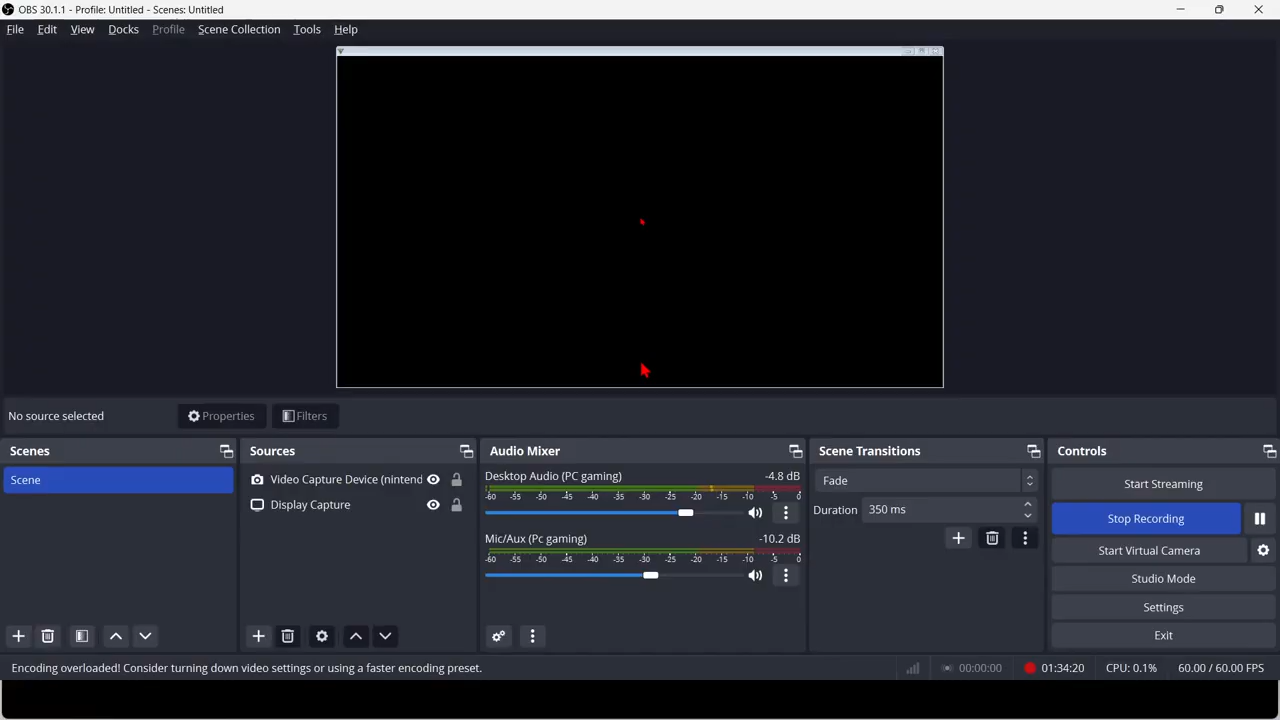 OBS 30.1.1 - Profile: Untitled - Scenes: Untitled
File Edit View Docks Profile Scene Collection Tools Help
No source selected Properties Filters
Scenes Sources Audio Mixer Scene Transitions Controls
Scene
Video Capture Device (nintend
Display Capture
Desktop Audio (PC gaming) -4.8 dB
-60 -55 -50 -45 -40 -35 -30 -25 -20 -15 -10 -5 0
Mic/Aux (Pc gaming) -10.2 dB
-60 -55 -50 -45 -40 -35 -30 -25 -20 -15 -10 -5 0
Fade
Duration 350 ms
Start Streaming
Stop Recording
Start Virtual Camera
Studio Mode
Settings
Exit
Encoding overloaded! Consider turning down video settings or using a faster encoding preset. 00:00:00 01:34:20 CPU: 0.1% 60.00 / 60.00 FPS